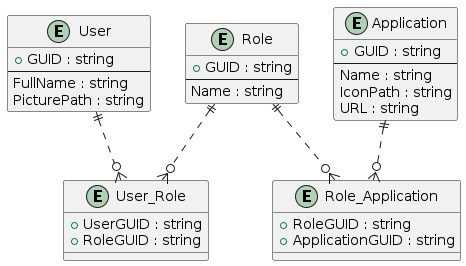 E User
GUID : string
FullName : string
PicturePath : string
E Role
GUID : string
Name : string
E Application
GUID : string
Name : string
IconPath : string
URL : string
E User_Role
UserGUID : string
RoleGUID : string
E Role_Application
RoleGUID : string
ApplicationGUID : string